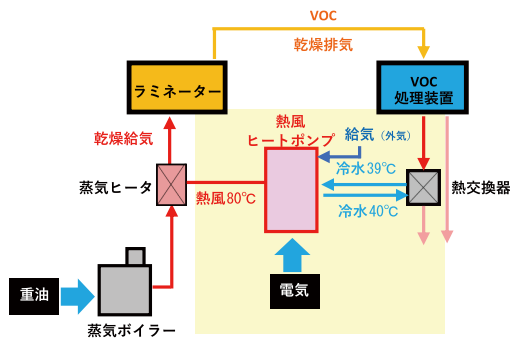 VOC
乾燥排気
ラミネーター
VOC
処理装置
熱風
ヒートポンプ
給気（外気）
乾燥給気
冷水39℃
蒸気ヒータ
熱交換器
熱風80℃
冷水40℃
重油
電気
蒸気ボイラー